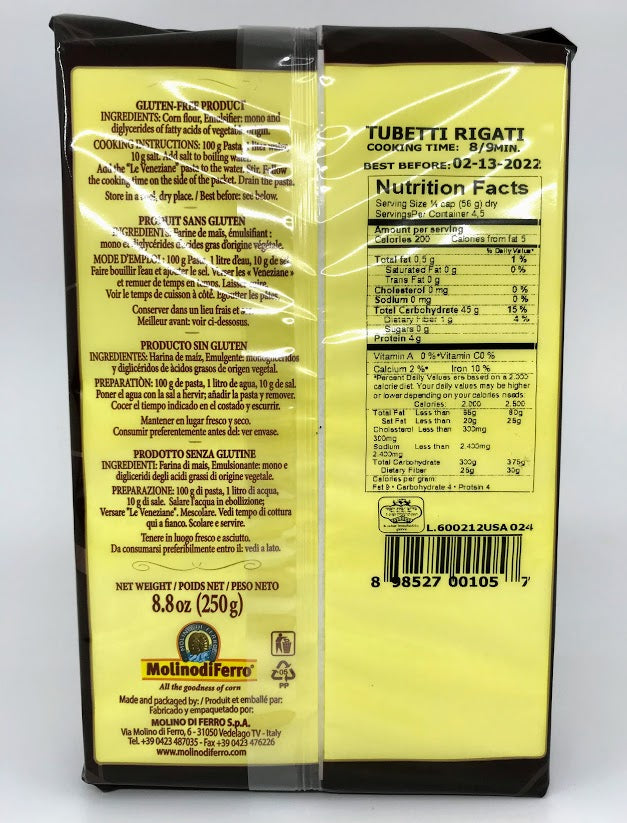 GLUTEN-FREE PRODUCT
INGREDIENTS: Corn flour, Emulsifier: mono and
diglycerides of fatty acids of vegetable origin.
COOKING INSTRUCTIONS: 100 g Pasta, 1 liter water,
10 g salt. Add salt to boiling water.
Add the "Le Veneziane" pasta to the water. Stir. Follow
the cooking time on the side of the packet. Drain the pasta.
Store in a cool, dry place. / Best before: see below.
PRODUIT SANS GLUTEN
INGREDIENTS: Farine de maïs, émulsifiant :
mono et diglycérides d'acides gras d'origine végétale.
MODE D'EMPLOI : 100 g Pasta, 1 litre d'eau, 10 g de sel
Faire bouillir l'eau et ajouter le sel. Verser les « Veneziane »
et remuer de temps en temps. Laisser cuire.
Voir le temps de cuisson à côté. Egoutter les pâtes.
Conserver dans un lieu frais et
Meilleur avant: voir ci-dessous.
PRODUCTO SIN GLUTEN
INGREDIENTES: Harina de maíz, Emulgente: monoglicéridos
y diglicéridos de àcidos grasos de origen vegetal.
PREPARATIÒN: 100 g de pasta, 1 litro de agua, 10 g de sal.
Poner el agua con la sal a hervir; añadir la pasta y remover.
Cocer el tiempo indicado en el costado y escurrir.
Mantener en lugar fresco y seco.
Consumir preferentemente antes del: ver envase.
PRODOTTO SENZA GLUTINE
INGREDIENTI: Farina di mais, Emulsionante: mono e
digliceridi degli acidi grassi di origine vegetale.
PREPARAZIONE: 100 g di pasta, 1 litro di acqua,
10 g di sale. Salare l'acqua in ebollizione;
Versare "Le Veneziane". Mescolare. Vedi tempo di cottura
qui a fianco. Scolare e servire.
Tenere in luogo fresco e asciutto.
Da consumarsi preferibilmente entro il: vedi a lato.
NET WEIGHT / POIDS NET / PESO NETO
8.8 oz (250 g)
MolinodiFerro®
All the goodness of corn
05
PP
Made and packaged by: / Produit et emballé par:
Fabricado y empaquetado por:
MOLINO DI FERRO S.p.A.
Via Molino di Ferro, 6 - 31050 Vedelago TV - Italy
Tel. +39 0423 487035 - Fax +39 0423 476226
www.molinodiferro.com
TUBETTI RIGATI
COOKING TIME: 8/9MIN.
BEST BEFORE: 02-13-2022
Nutrition Facts
Serving Size ¼ cap (56 g) dry
ServingsPer Container 4,5
Amount per serving
Calories 200 Calories from fat 5
% Daily Value*
Total fat 0,5 g 1 %
Saturated Fat 0 g 0 %
Trans Fat 0 g
Cholesterol 0 mg 0 %
Sodium 0 mg 0 %
Total Carbohydrate 45 g 15 %
Dietary Fiber 1 g 4 %
Sugars 0 g
Protein 4 g
Vitamin A 0 %•Vitamin C0 %
Calcium 2 %• Iron 10 %
*Percent Daily Values are based on a 2.000
calorie diet. Your daily values may be higher
or lower depending on your calories needs:
Calories: 2.000 2.500
Total Fat Less than 65g 80g
Sat Fat Less than 20g 25g
Cholesterol Less than 300mg
300mg
Sodium Less than 2.400mg
2.400mg
Total Carbohydrate 300g 375g
Dietary Fiber 25g 30g
Calories per gram:
Fat 9 • Carbohydrate 4 • Protein 4
L.600212USA 024
8 98527 00105 7